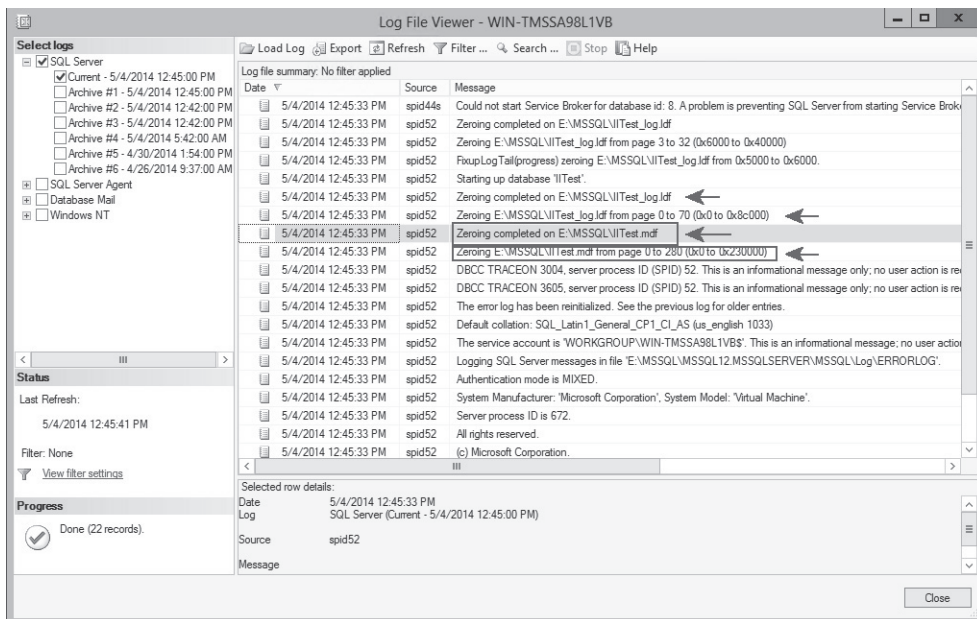 Log File Viewer - WIN-TMSSA98L1VB
Select logs
SQL Server
Current - 5/4/2014 12:45:00 PM
Archive #1 - 5/4/2014 12:45:00 PM
Archive #2 - 5/4/2014 12:42:00 PM
Archive #3 - 5/4/2014 12:42:00 PM
Archive #4 - 5/4/2014 5:42:00 AM
Archive #5 - 4/30/2014 1:54:00 PM
Archive #6 - 4/26/2014 9:37:00 AM
SQL Server Agent
Database Mail
Windows NT
Status
Last Refresh:
5/4/2014 12:45:41 PM
Filter: None
View filter settings
Progress
Done (22 records).
Load Log Export Refresh Filter ... Search ... Stop Help
Log file summary: No filter applied
Date Source Message
5/4/2014 12:45:33 PM spid44s Could not start Service Broker for database id: 8. A problem is preventing SQL Server from starting Service Brok
5/4/2014 12:45:33 PM spid52 Zeroing completed on E:\MSSQL\IITest_log.ldf
5/4/2014 12:45:33 PM spid52 Zeroing E:\MSSQL\IITest_log.ldf from page 3 to 32 (0x6000 to 0x40000)
5/4/2014 12:45:33 PM spid52 FixupLogTail(progress) zeroing E:\MSSQL\IITest_log.ldf from 0x5000 to 0x6000.
5/4/2014 12:45:33 PM spid52 Starting up database 'IITest'.
5/4/2014 12:45:33 PM spid52 Zeroing completed on E:\MSSQL\IITest_log.ldf
5/4/2014 12:45:33 PM spid52 Zeroing E:\MSSQL\IITest_log.ldf from page 0 to 70 (0x0 to 0x8c000)
5/4/2014 12:45:33 PM spid52 Zeroing completed on E:\MSSQL\IITest.mdf
5/4/2014 12:45:33 PM spid52 Zeroing E:\MSSQL\IITest.mdf from page 0 to 280 (0x0 to 0x230000)
5/4/2014 12:45:33 PM spid52 DBCC TRACEON 3004, server process ID (SPID) 52. This is an informational message only; no user action is re
5/4/2014 12:45:33 PM spid52 DBCC TRACEON 3605, server process ID (SPID) 52. This is an informational message only; no user action is re
5/4/2014 12:45:33 PM spid52 The error log has been reinitialized. See the previous log for older entries.
5/4/2014 12:45:33 PM spid52 Default collation: SQL_Latin1_General_CP1_CI_AS (us_english 1033)
5/4/2014 12:45:33 PM spid52 The service account is 'WORKGROUP\WIN-TMSSA98L1VB$'. This is an informational message; no user action
5/4/2014 12:45:33 PM spid52 Logging SQL Server messages in file 'E:\MSSQL\MSSQL12.MSSQLSERVER\MSSQL\Log\ERRORLOG'.
5/4/2014 12:45:33 PM spid52 Authentication mode is MIXED.
5/4/2014 12:45:33 PM spid52 System Manufacturer: 'Microsoft Corporation', System Model: 'Virtual Machine'.
5/4/2014 12:45:33 PM spid52 Server process ID is 672.
5/4/2014 12:45:33 PM spid52 All rights reserved.
5/4/2014 12:45:33 PM spid52 (c) Microsoft Corporation.
Selected row details:
Date 5/4/2014 12:45:33 PM
Log SQL Server (Current - 5/4/2014 12:45:00 PM)
Source spid52
Message
Close